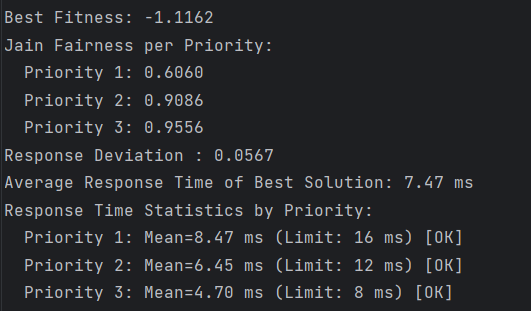 Best Fitness: -1.1162
Jain Fairness per Priority:
  Priority 1: 0.6060
  Priority 2: 0.9086
  Priority 3: 0.9556
Response Deviation : 0.0567
Average Response Time of Best Solution: 7.47 ms
Response Time Statistics by Priority:
  Priority 1: Mean=8.47 ms (Limit: 16 ms) [OK]
  Priority 2: Mean=6.45 ms (Limit: 12 ms) [OK]
  Priority 3: Mean=4.70 ms (Limit: 8 ms) [OK]